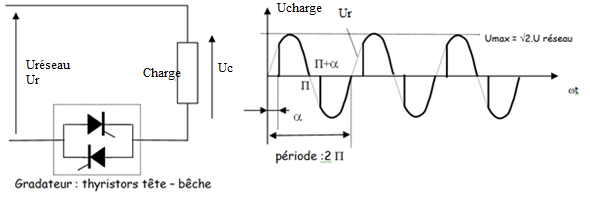 Uréseau
Ur
Charge
Uc
Gradateur : thyristors tête – bêche
Ucharge
Ur
Umax = √2.U réseau
Π+α
Π
α
ωt
période :2 Π